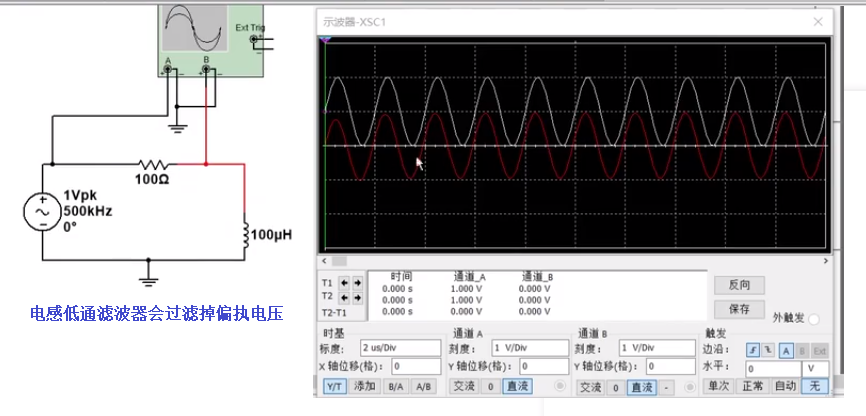 示波器-XSC1
Ext Trig
A
B
100Ω
1Vpk
500kHz
0°
100μH
电感低通滤波器会过滤掉偏执电压
时间
通道_A
通道_B
T1
0.000 s
1.000 V
0.000 V
T2
0.000 s
1.000 V
0.000 V
T2-T1
0.000 s
0.000 V
0.000 V
反向
保存
外触发
时基
标度:
2 us/Div
X 轴位移(格):
0
Y/T
添加
B/A
A/B
通道 A
刻度:
1 V/Div
Y 轴位移(格):
0
交流
0
直流
通道 B
刻度:
1 V/Div
Y 轴位移(格):
0
交流
0
直流
-
触发
边沿:
A
B
Ext
水平:
0
V
单次
正常
自动
无